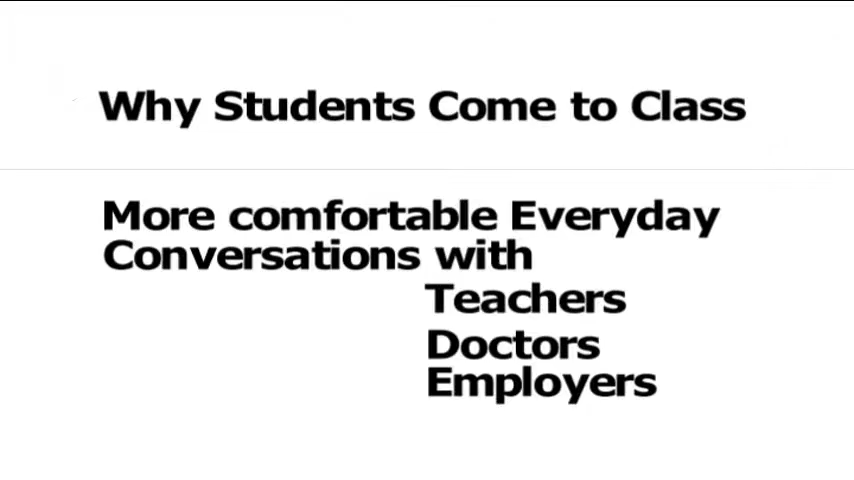 Why Students Come to Class
More comfortable Everyday
Conversations with
Teachers
Doctors
Employers